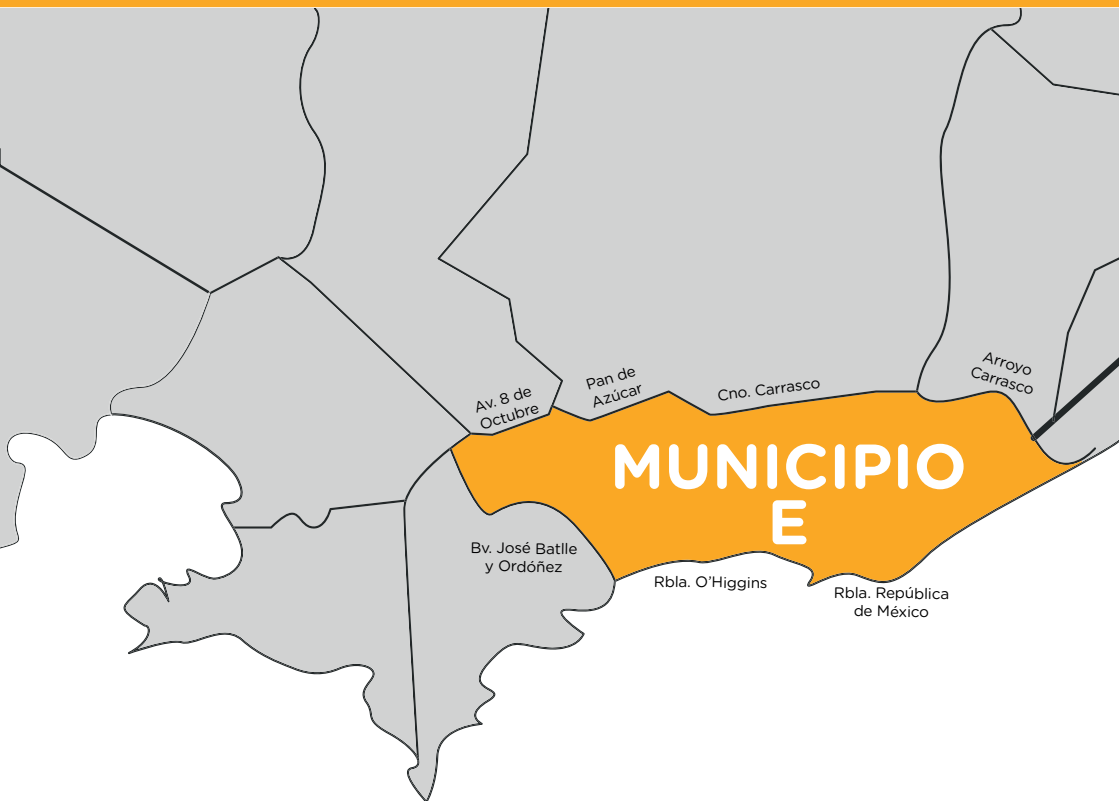 Arroyo
Carrasco
Pan de
Azúcar
Cno. Carrasco
Av. 8 de
Octubre
MUNICIPIO
E
Bv. José Batlle
y Ordóñez
Rbla. O'Higgins
Rbla. República
de México